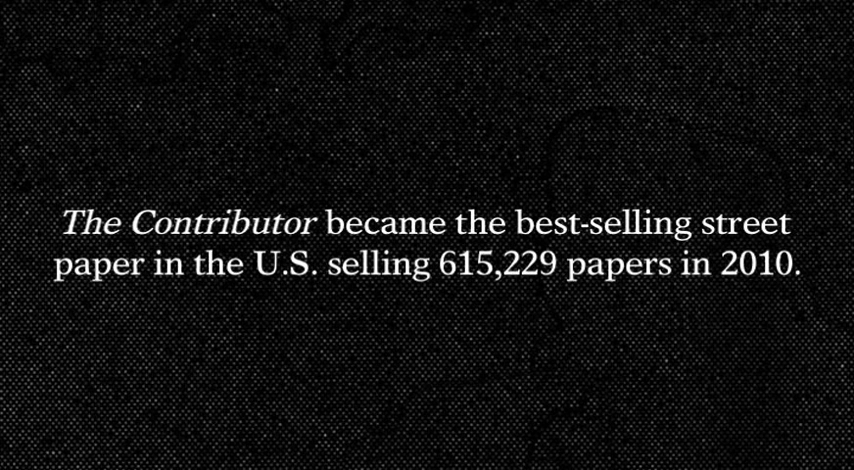 The Contributor became the best-selling street
paper in the U.S. selling 615,229 papers in 2010.